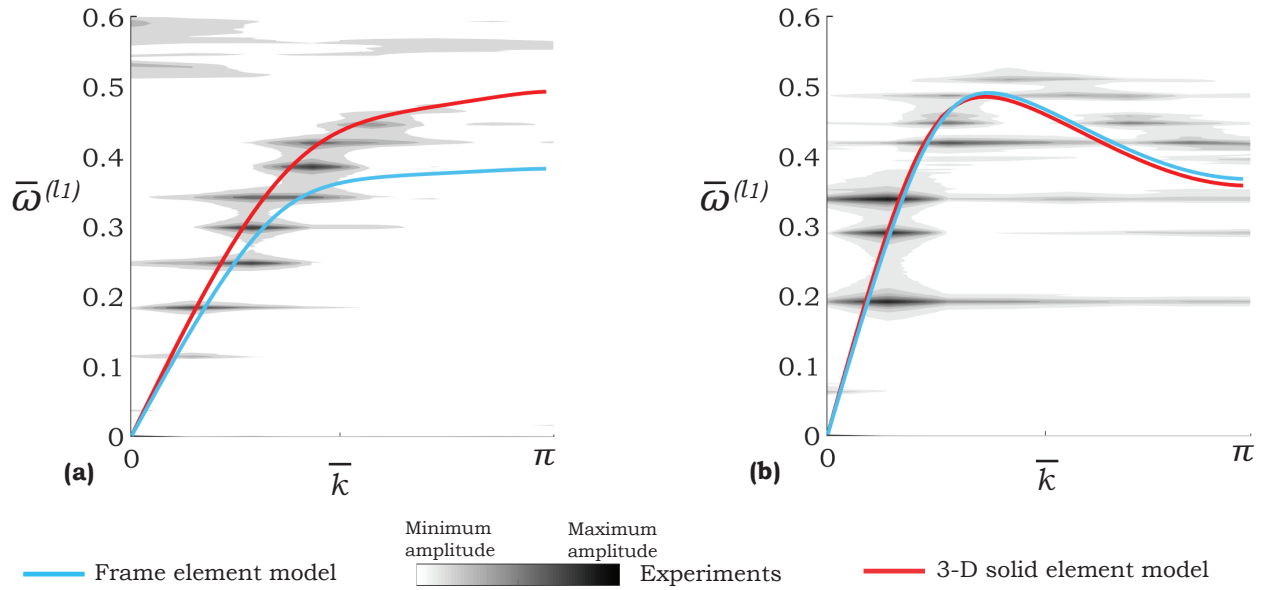 0.6
0.5
0.4
ω̅^(l1)
0.3
0.2
0.1
0
0
π
k̅
(a)
0.6
0.5
0.4
ω̅^(l1)
0.3
0.2
0.1
0
0
π
k̅
(b)
Minimum amplitude
Maximum amplitude
Frame element model
Experiments
3-D solid element model